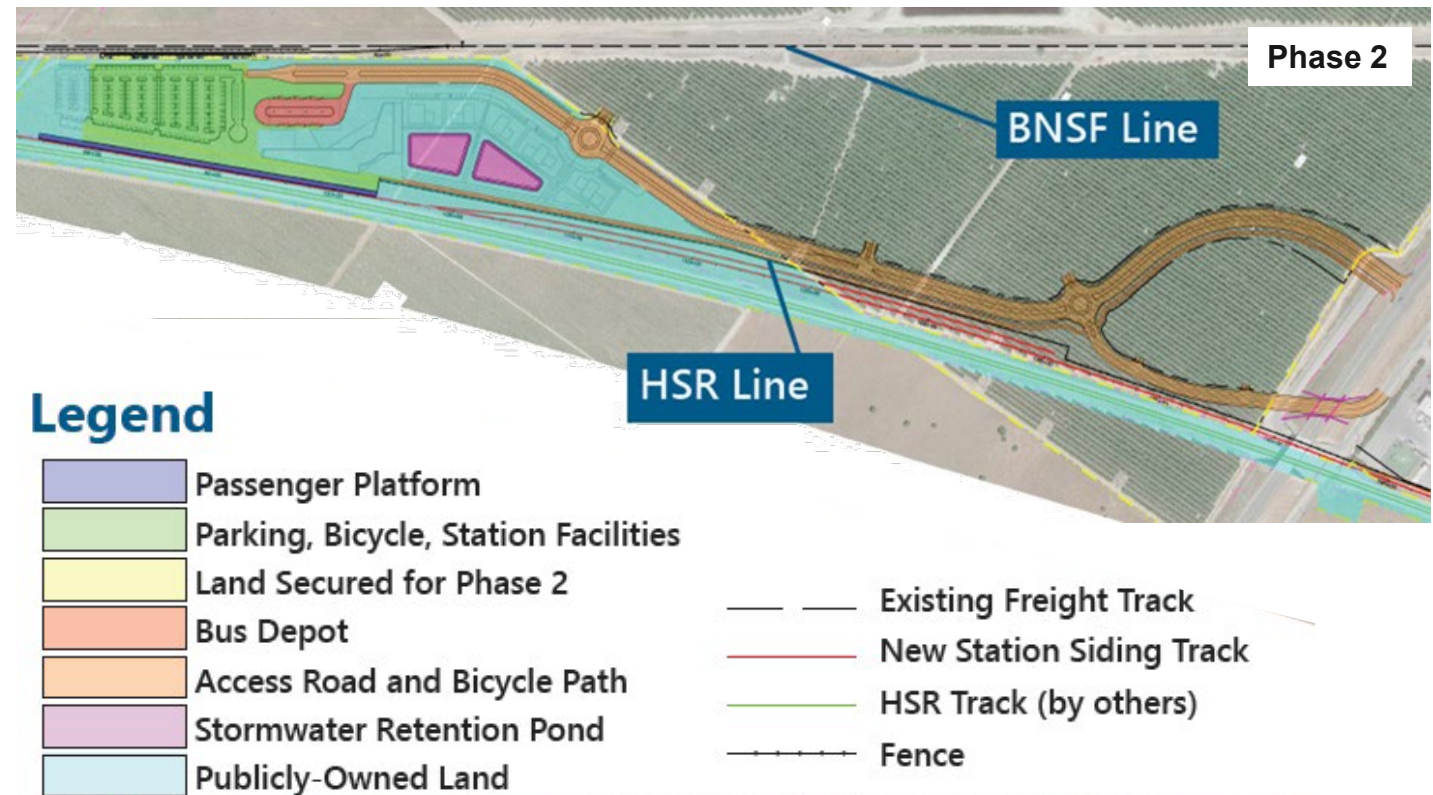 Phase 2
BNSF Line
HSR Line
Legend
Passenger Platform
Parking, Bicycle, Station Facilities
Land Secured for Phase 2
Bus Depot
Access Road and Bicycle Path
Stormwater Retention Pond
Publicly-Owned Land
Existing Freight Track
New Station Siding Track
HSR Track (by others)
Fence